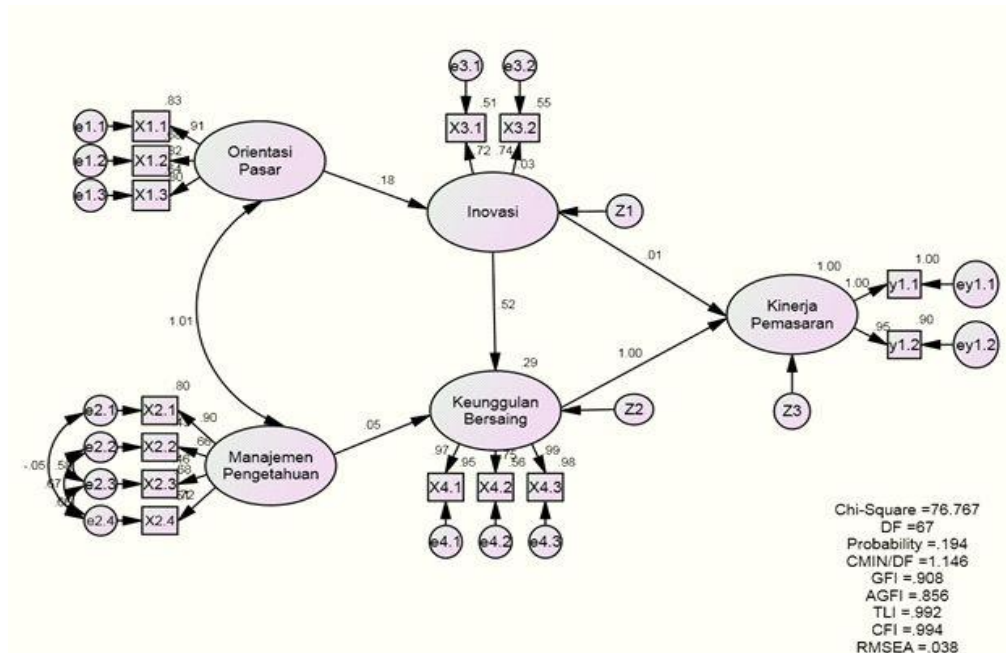 e3.1
e3.2
.51
.55
X3.1
X3.2
.72
.74
.03
.83
e1.1
X1.1
.91
e1.2
X1.2
.82
e1.3
X1.3
.80
Orientasi
Pasar
.18
Inovasi
Z1
.01
1.01
.52
1.00
1.00
1.00
y1.1
ey1.1
Kinerja
Pemasaran
.95
.90
y1.2
ey1.2
1.00
Z3
.29
Keunggulan
Bersaing
Z2
.05
.80
e2.1
X2.1
.90
e2.2
X2.2
.66
-.05
.46
e2.3
X2.3
.68
e2.4
X2.4
.72
Manajemen
Pengetahuan
.97
.95
.75
.56
.99
.98
X4.1
X4.2
X4.3
e4.1
e4.2
e4.3
Chi-Square =76.767
DF =67
Probability =.194
CMIN/DF =1.146
GFI =.908
AGFI =.856
TLI =.992
CFI =.994
RMSEA =.038